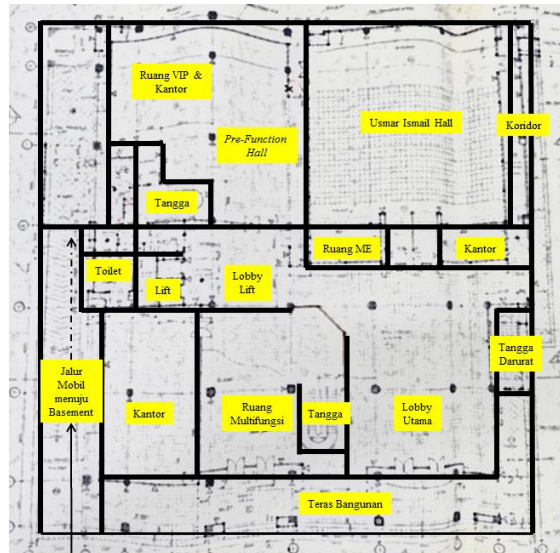 Ruang VIP &
Kantor
Usmar Ismail Hall
Koridor
Pre-Function
Hall
Tangga
Ruang ME
Kantor
Toilet
Lift
Lobby
Lift
Tangga
Darurat
Jalur
Mobil
menuju
Basement
Kantor
Ruang
Multifungsi
Tangga
Lobby
Utama
Teras Bangunan